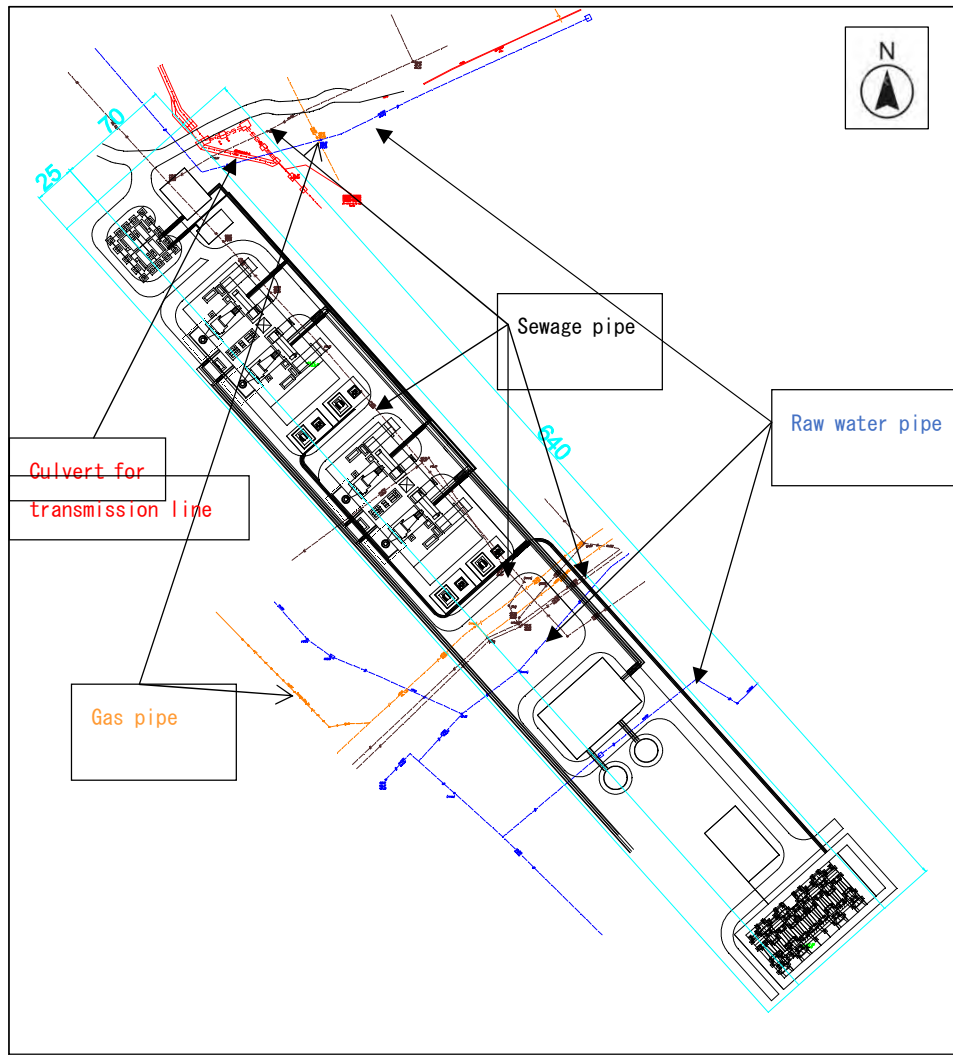 N
70
25
Sewage pipe
640
Raw water pipe
Culvert for
transmission line
Gas pipe